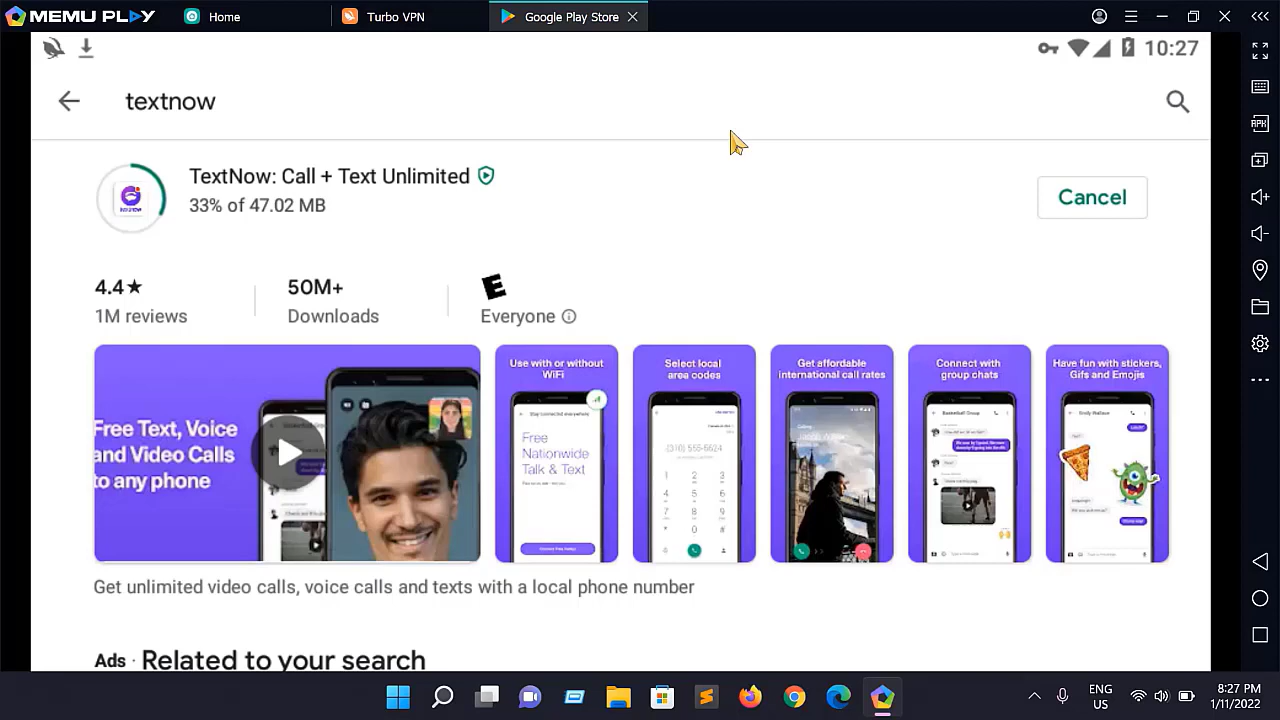 MEMU PLAY
Home
Turbo VPN
Google Play Store
10:27
textnow
TextNow: Call + Text Unlimited
33% of 47.02 MB
Cancel
4.4★
1M reviews
50M+
Downloads
E
Everyone
Free Text, Voice
and Video Calls
to any phone
Use with or without
WiFi
Free
Nationwide
Talk & Text
Select local
area codes
Get affordable
international call rates
Connect with
group chats
Have fun with stickers,
Gifs and Emojis
Get unlimited video calls, voice calls and texts with a local phone number
Ads · Related to your search
ENG
US
8:27 PM
1/11/2022